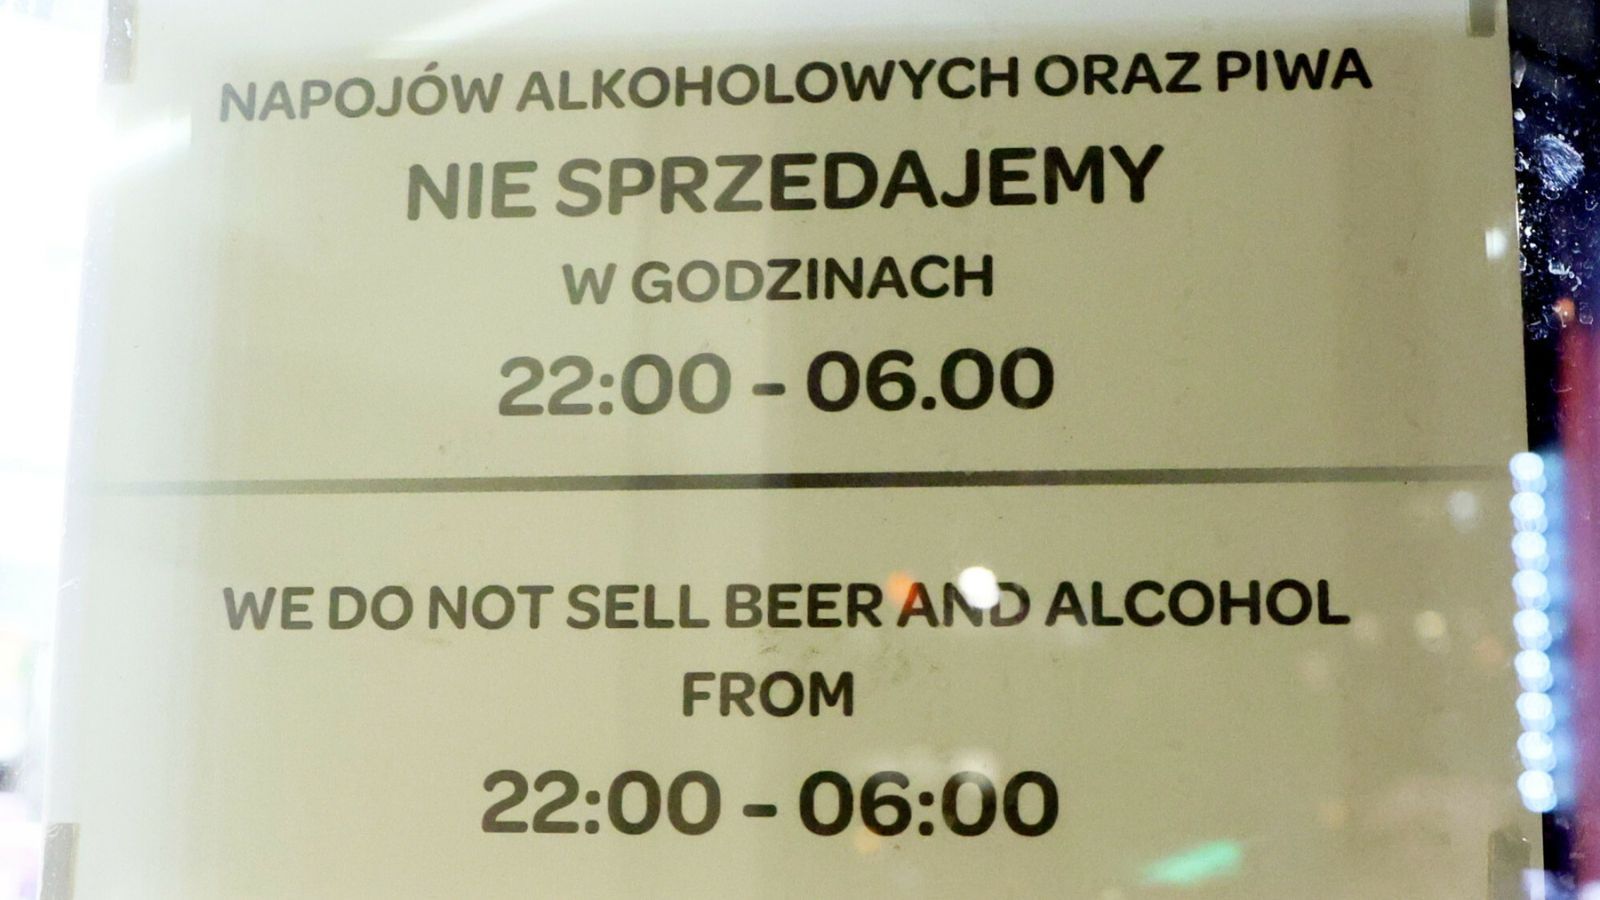 NAPOJÓW ALKOHOLOWYCH ORAZ PIWA
NIE SPRZEDAJEMY
W GODZINACH
22:00 - 06.00
WE DO NOT SELL BEER AND ALCOHOL
FROM
22:00 - 06:00